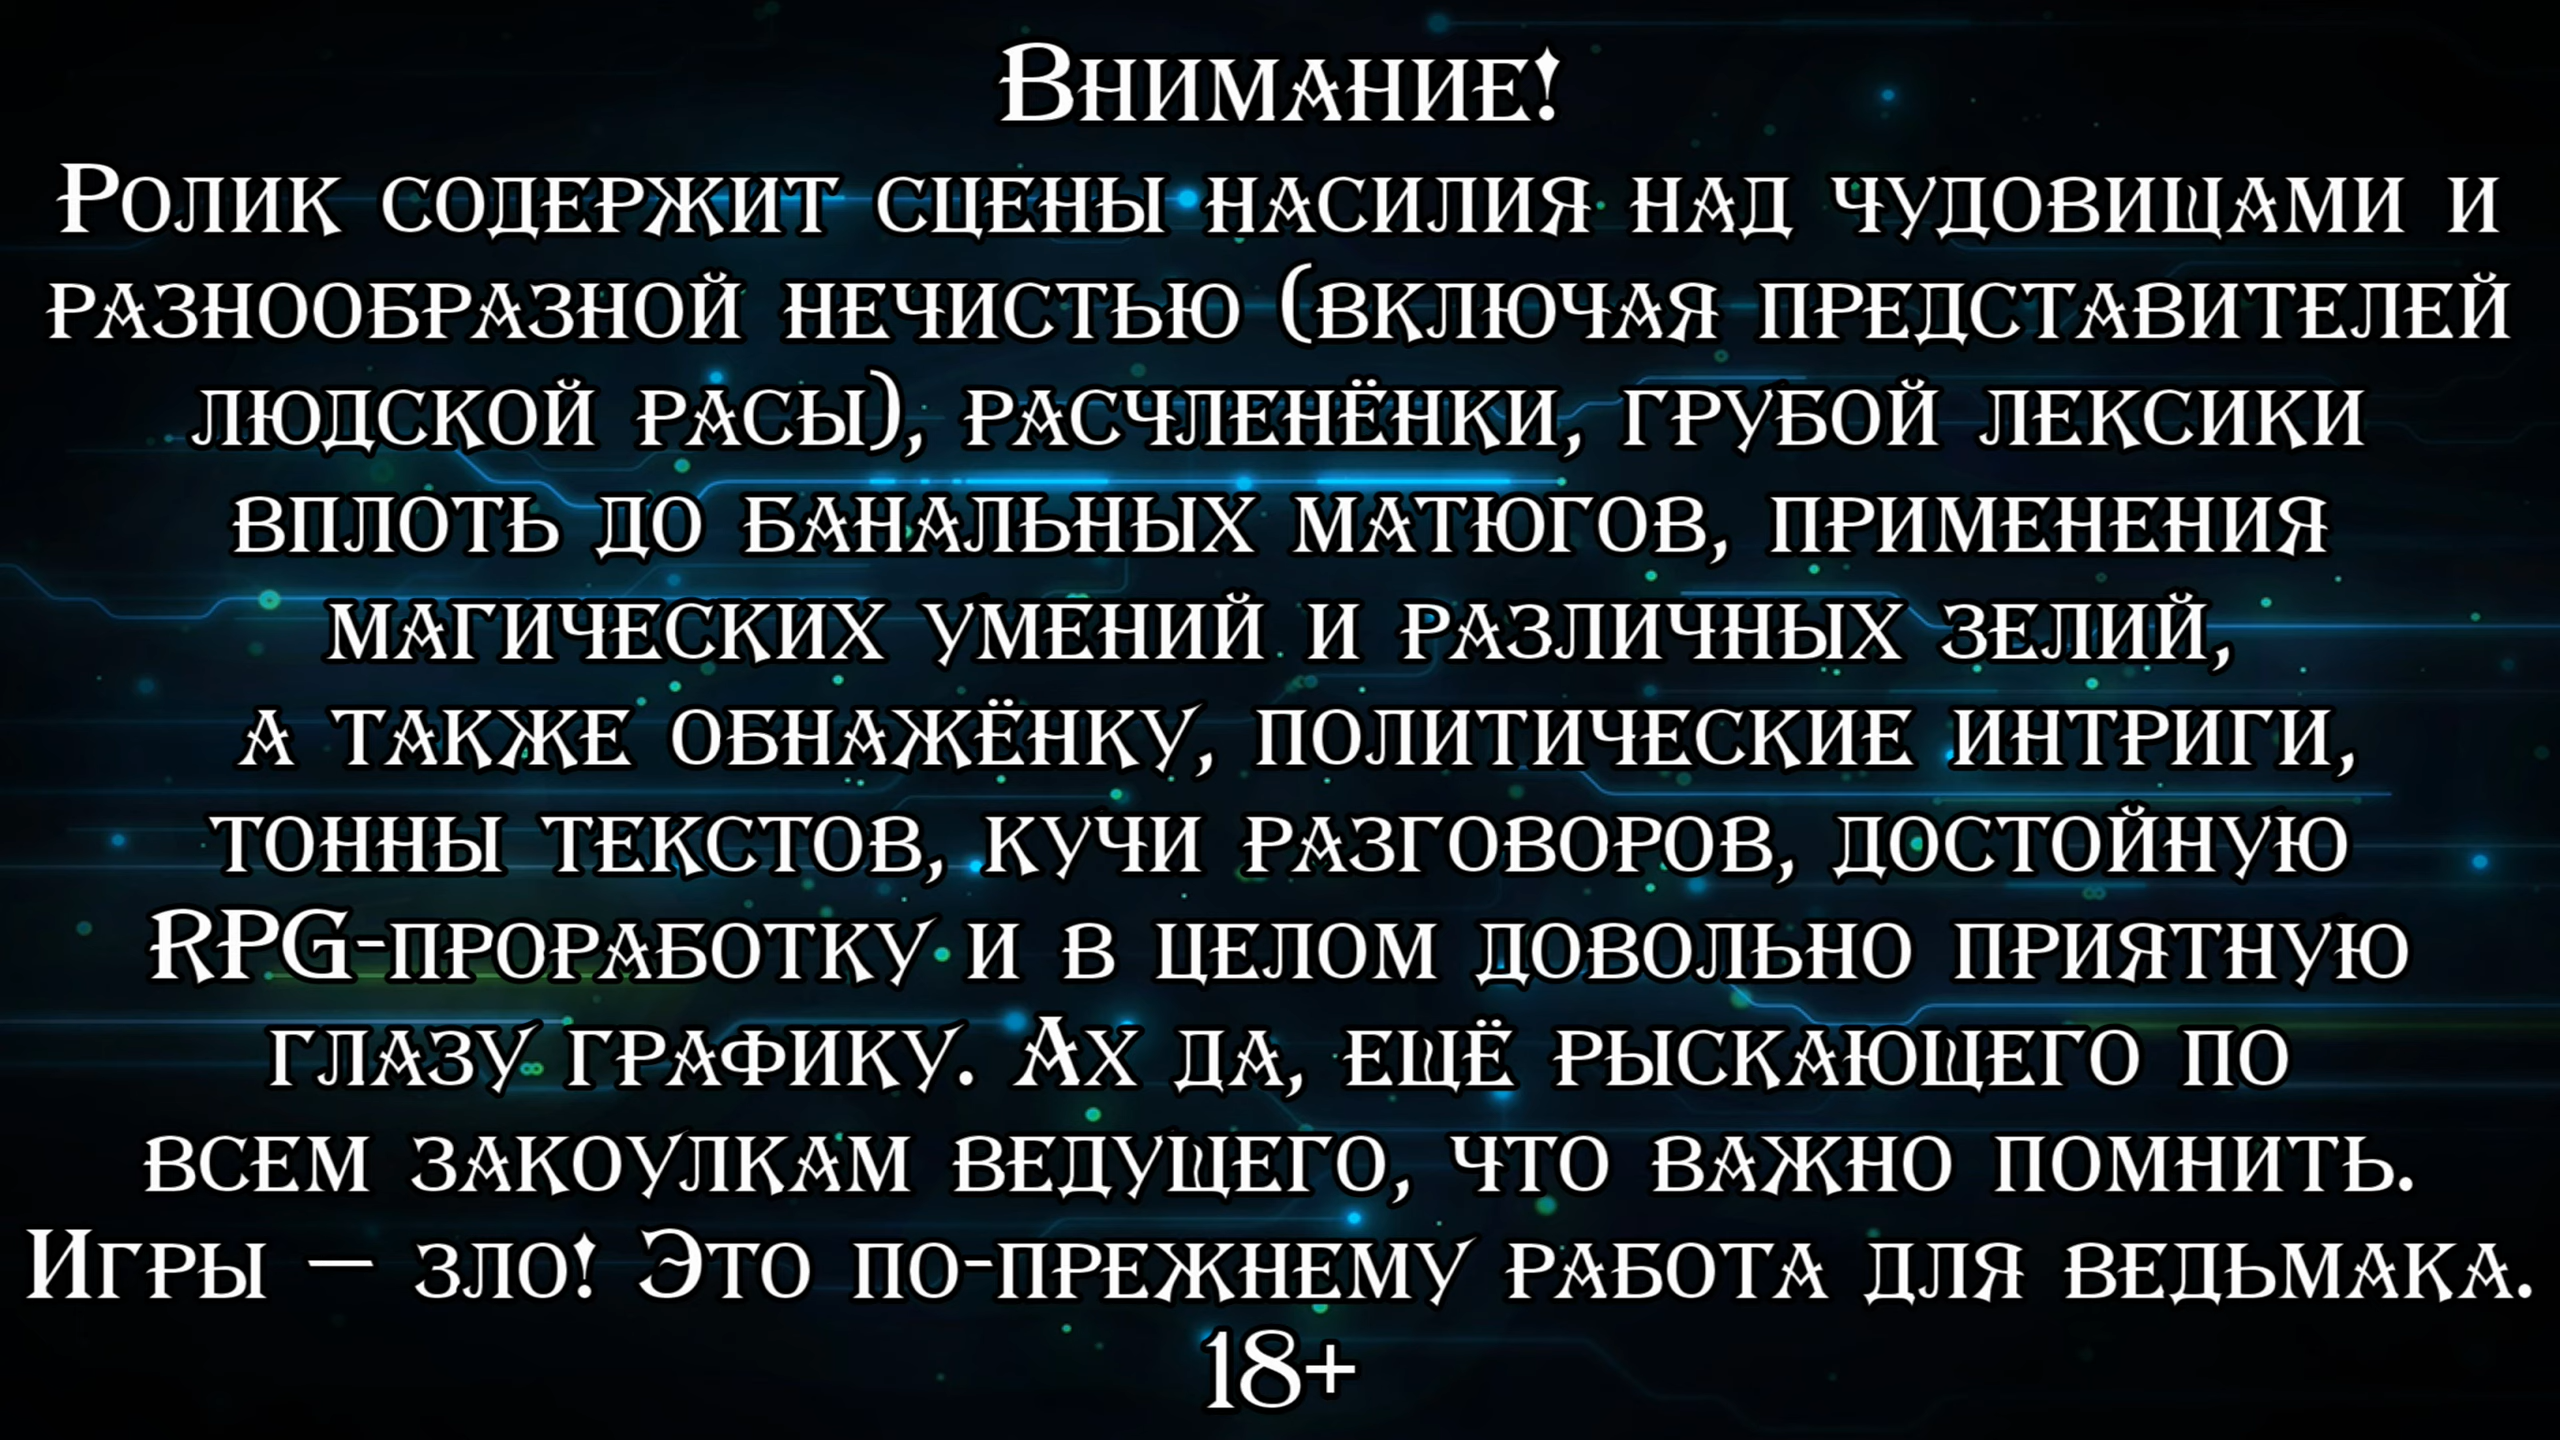 Внимание!
Ролик содержит сцены насилия над чудовищами и
разнообразной нечистью (включая представителей
людской расы), расчленёнки, грубой лексики
вплоть до банальных матюгов, применения
магических умений и различных зелий,
а также обнажёнку, политические интриги,
тонны текстов, кучи разговоров, достойную
RPG-проработку и в целом довольно приятную
глазу графику. Ах да, ещё рыскающего по
всем закоулкам ведущего, что важно помнить.
Игры — зло! Это по-прежнему работа для ведьмака.
18+